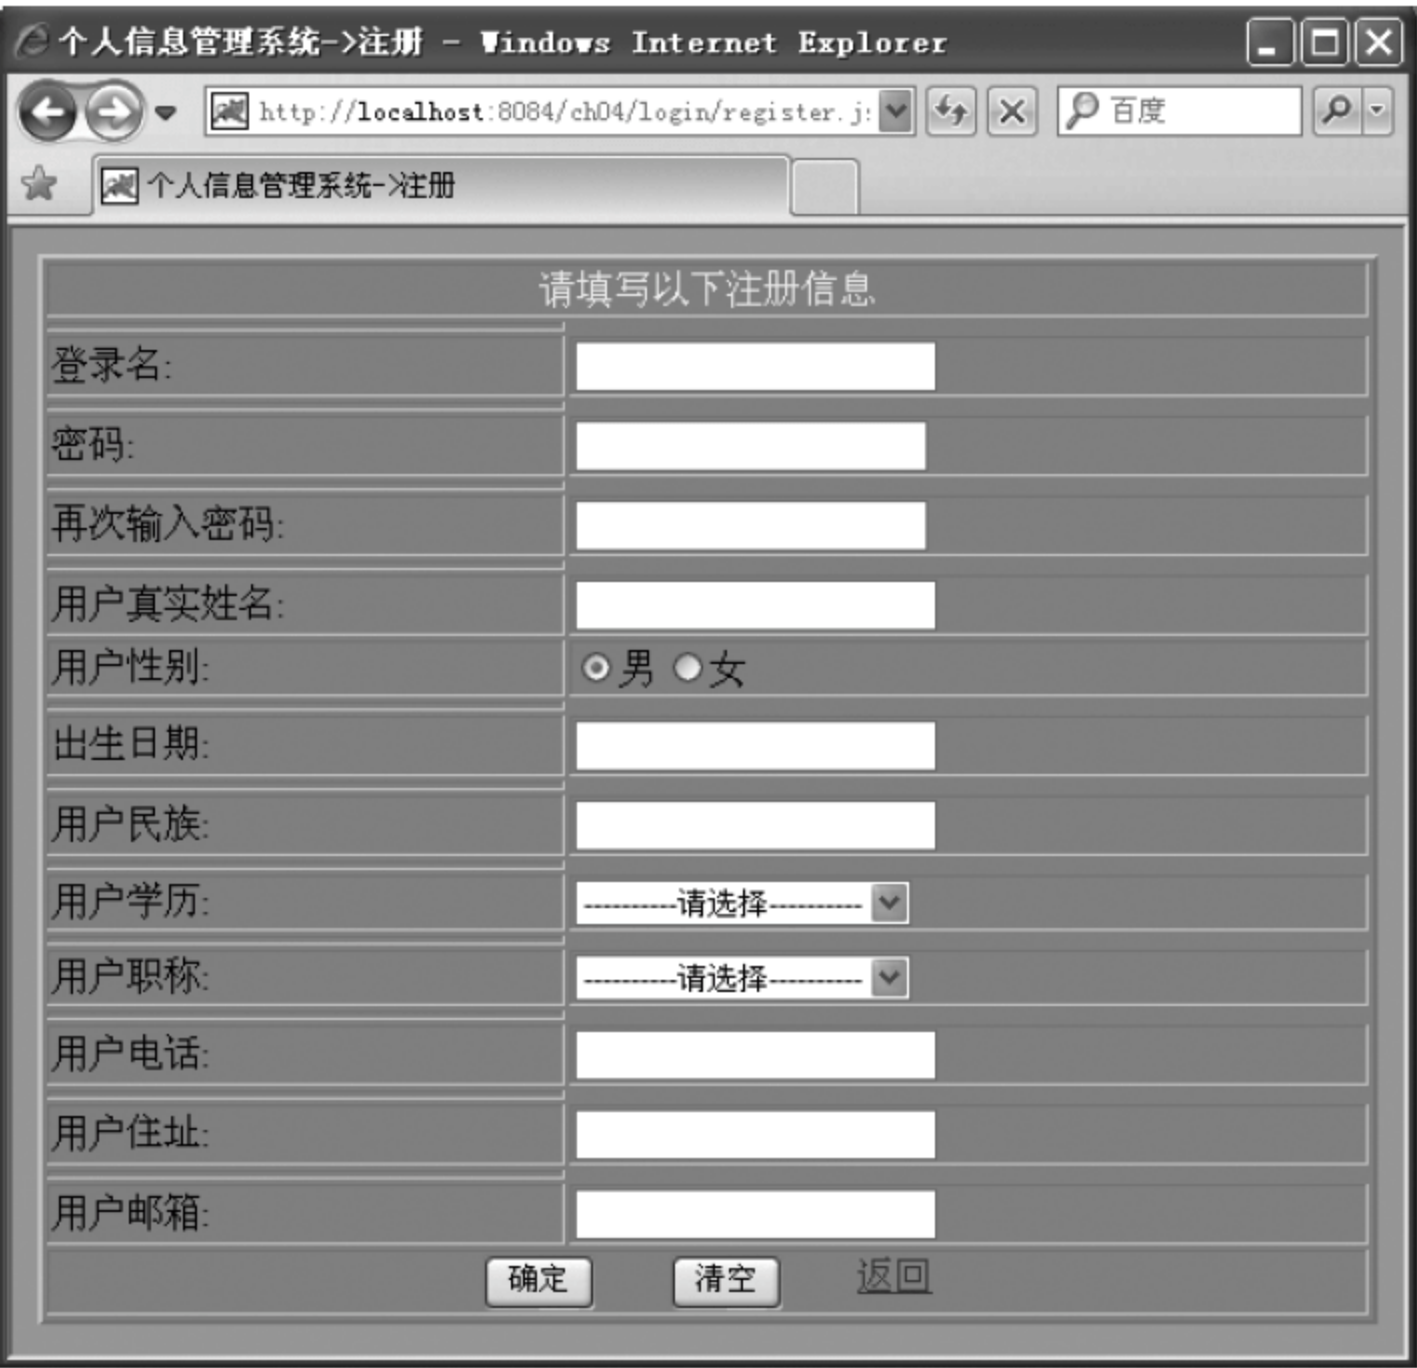 个人信息管理系统->注册 - Windows Internet Explorer
http://localhost:8084/ch04/login/register.j
百度
个人信息管理系统->注册
请填写以下注册信息
登录名:
密码:
再次输入密码:
用户真实姓名:
用户性别: 男 女
出生日期:
用户民族:
用户学历: ----------请选择----------
用户职称: ----------请选择----------
用户电话:
用户住址:
用户邮箱:
确定 清空 返回